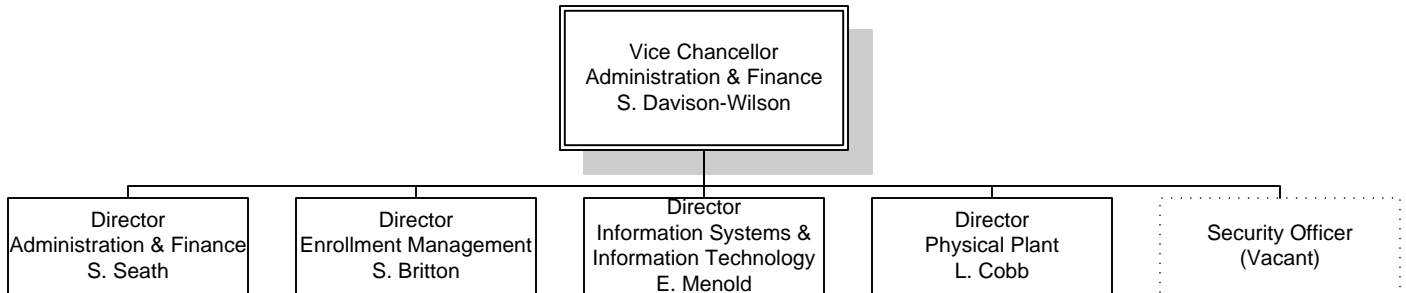 Vice Chancellor
Administration & Finance
S. Davison-Wilson
Director
Administration & Finance
S. Seath
Director
Enrollment Management
S. Britton
Director
Information Systems &
Information Technology
E. Menold
Director
Physical Plant
L. Cobb
Security Officer
(Vacant)